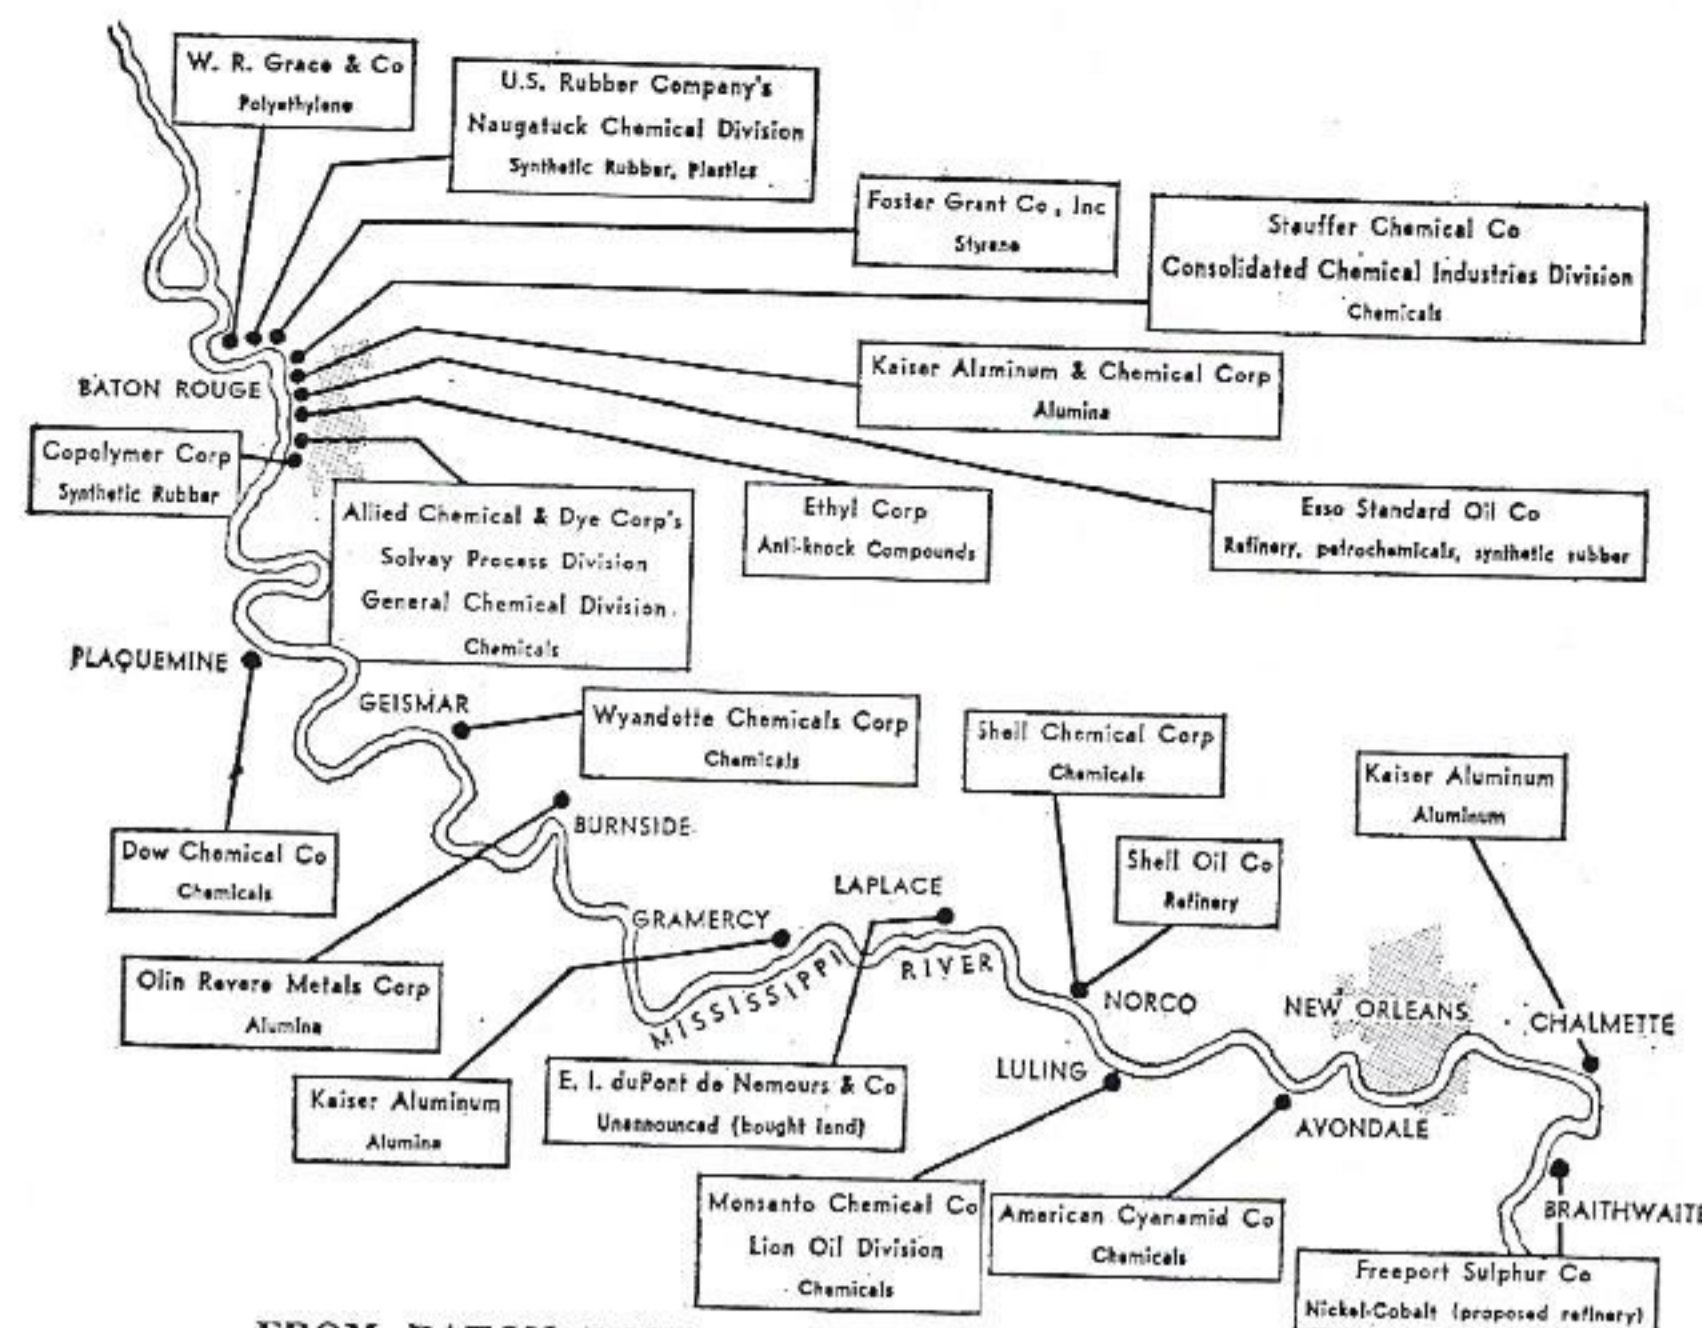 W. R. Grace & Co
Polyethylene
U.S. Rubber Company's
Naugatuck Chemical Division
Synthetic Rubber, Plastics
Foster Grant Co, Inc
Styrene
Stauffer Chemical Co
Consolidated Chemical Industries Division
Chemicals
Kaiser Aluminum & Chemical Corp
Alumina
BATON ROUGE
Copolymer Corp
Synthetic Rubber
Allied Chemical & Dye Corp's
Solvay Process Division
General Chemical Division
Chemicals
Ethyl Corp
Anti-knock Compounds
Esso Standard Oil Co
Refinery, petrochemicals, synthetic rubber
PLAQUEMINE
GEISMAR
Wyandotte Chemicals Corp
Chemicals
Shell Chemical Corp
Chemicals
Kaiser Aluminum
Aluminum
Dow Chemical Co
Chemicals
BURNSIDE
Shell Oil Co
Refinery
LAPLACE
GRAMERCY
MISSISSIPPI RIVER
Olin Revere Metals Corp
Alumina
NORCO
NEW ORLEANS
CHALMETTE
Kaiser Aluminum
Alumina
E. I. duPont de Nemours & Co
Unannounced (bought land)
LULING
AVONDALE
Monsanto Chemical Co
Lion Oil Division
Chemicals
American Cyanamid Co
Chemicals
BRAITHWAITE
Freeport Sulphur Co
Nickel-Cobalt (proposed refinery)
FROM BATON